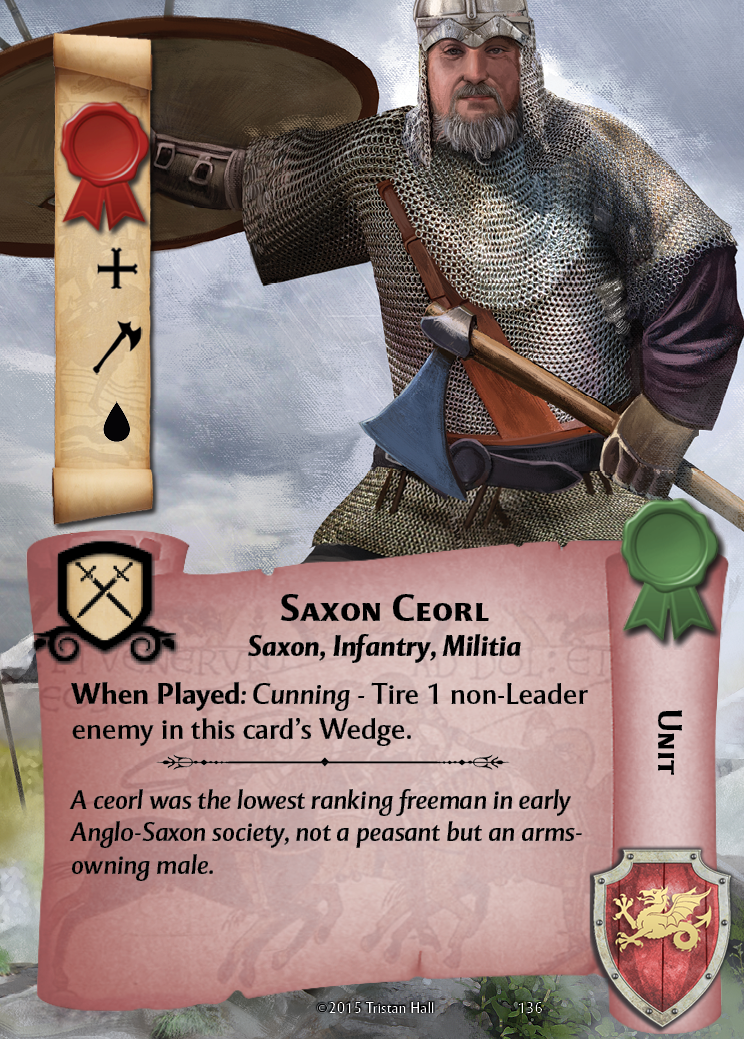 Saxon Ceorl
Saxon, Infantry, Militia
When Played: Cunning - Tire 1 non-Leader
enemy in this card's Wedge.
A ceorl was the lowest ranking freeman in early
Anglo-Saxon society, not a peasant but an arms-
owning male.
Unit
©2015 Tristan Hall
136